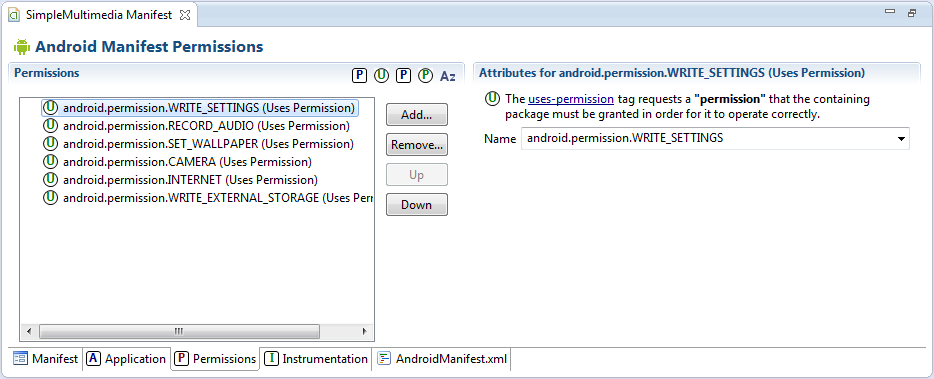 SimpleMultimedia Manifest
Android Manifest Permissions
Permissions
P U P P Az
U android.permission.WRITE_SETTINGS (Uses Permission)
U android.permission.RECORD_AUDIO (Uses Permission)
U android.permission.SET_WALLPAPER (Uses Permission)
U android.permission.CAMERA (Uses Permission)
U android.permission.INTERNET (Uses Permission)
U android.permission.WRITE_EXTERNAL_STORAGE (Uses Perr
Add...
Remove...
Up
Down
Attributes for android.permission.WRITE_SETTINGS (Uses Permission)
U The uses-permission tag requests a "permission" that the containing
package must be granted in order for it to operate correctly.
Name android.permission.WRITE_SETTINGS
Manifest A Application P Permissions I Instrumentation AndroidManifest.xml